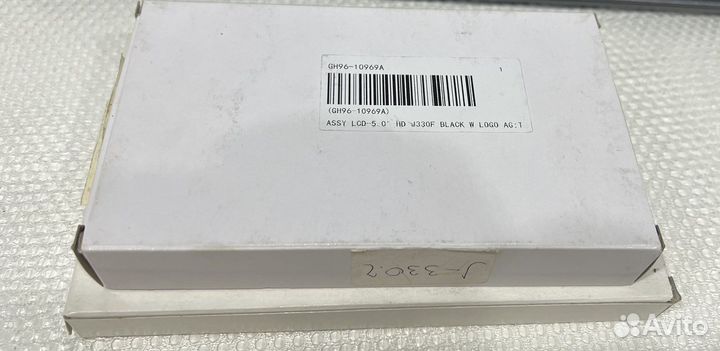 GH96-10969A 1
(GH96-10969A)
ASSY LCD-5.0" HD J330F BLACK W LOGO AG:T
J-330.2
Avito